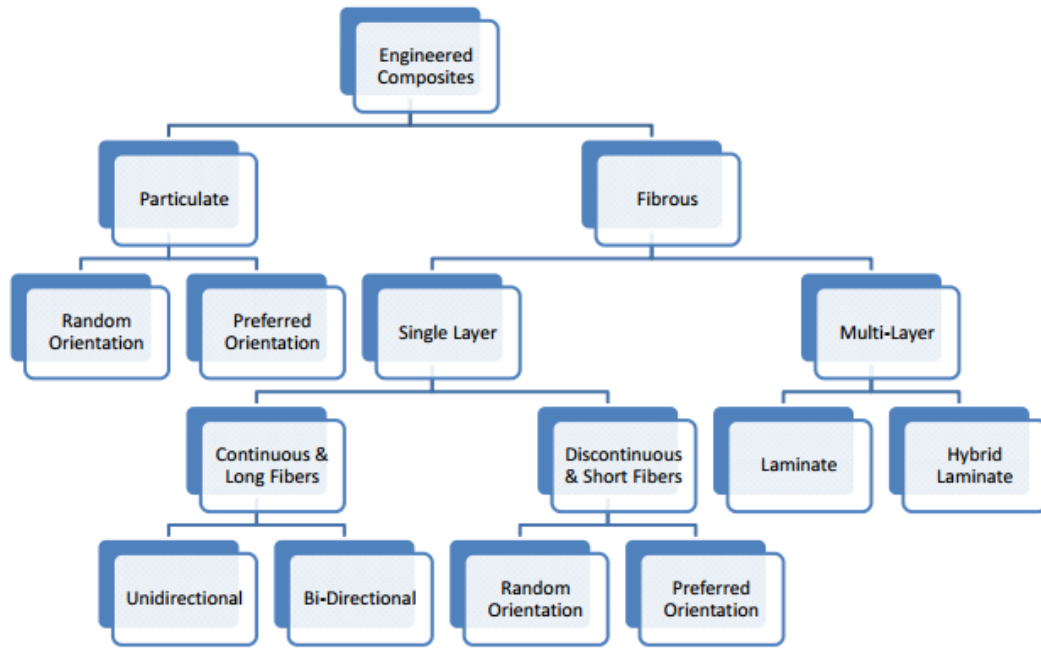 Engineered
Composites
Particulate
Fibrous
Random
Orientation
Preferred
Orientation
Single Layer
Multi-Layer
Continuous &
Long Fibers
Discontinuous
& Short Fibers
Laminate
Hybrid
Laminate
Unidirectional
Bi-Directional
Random
Orientation
Preferred
Orientation